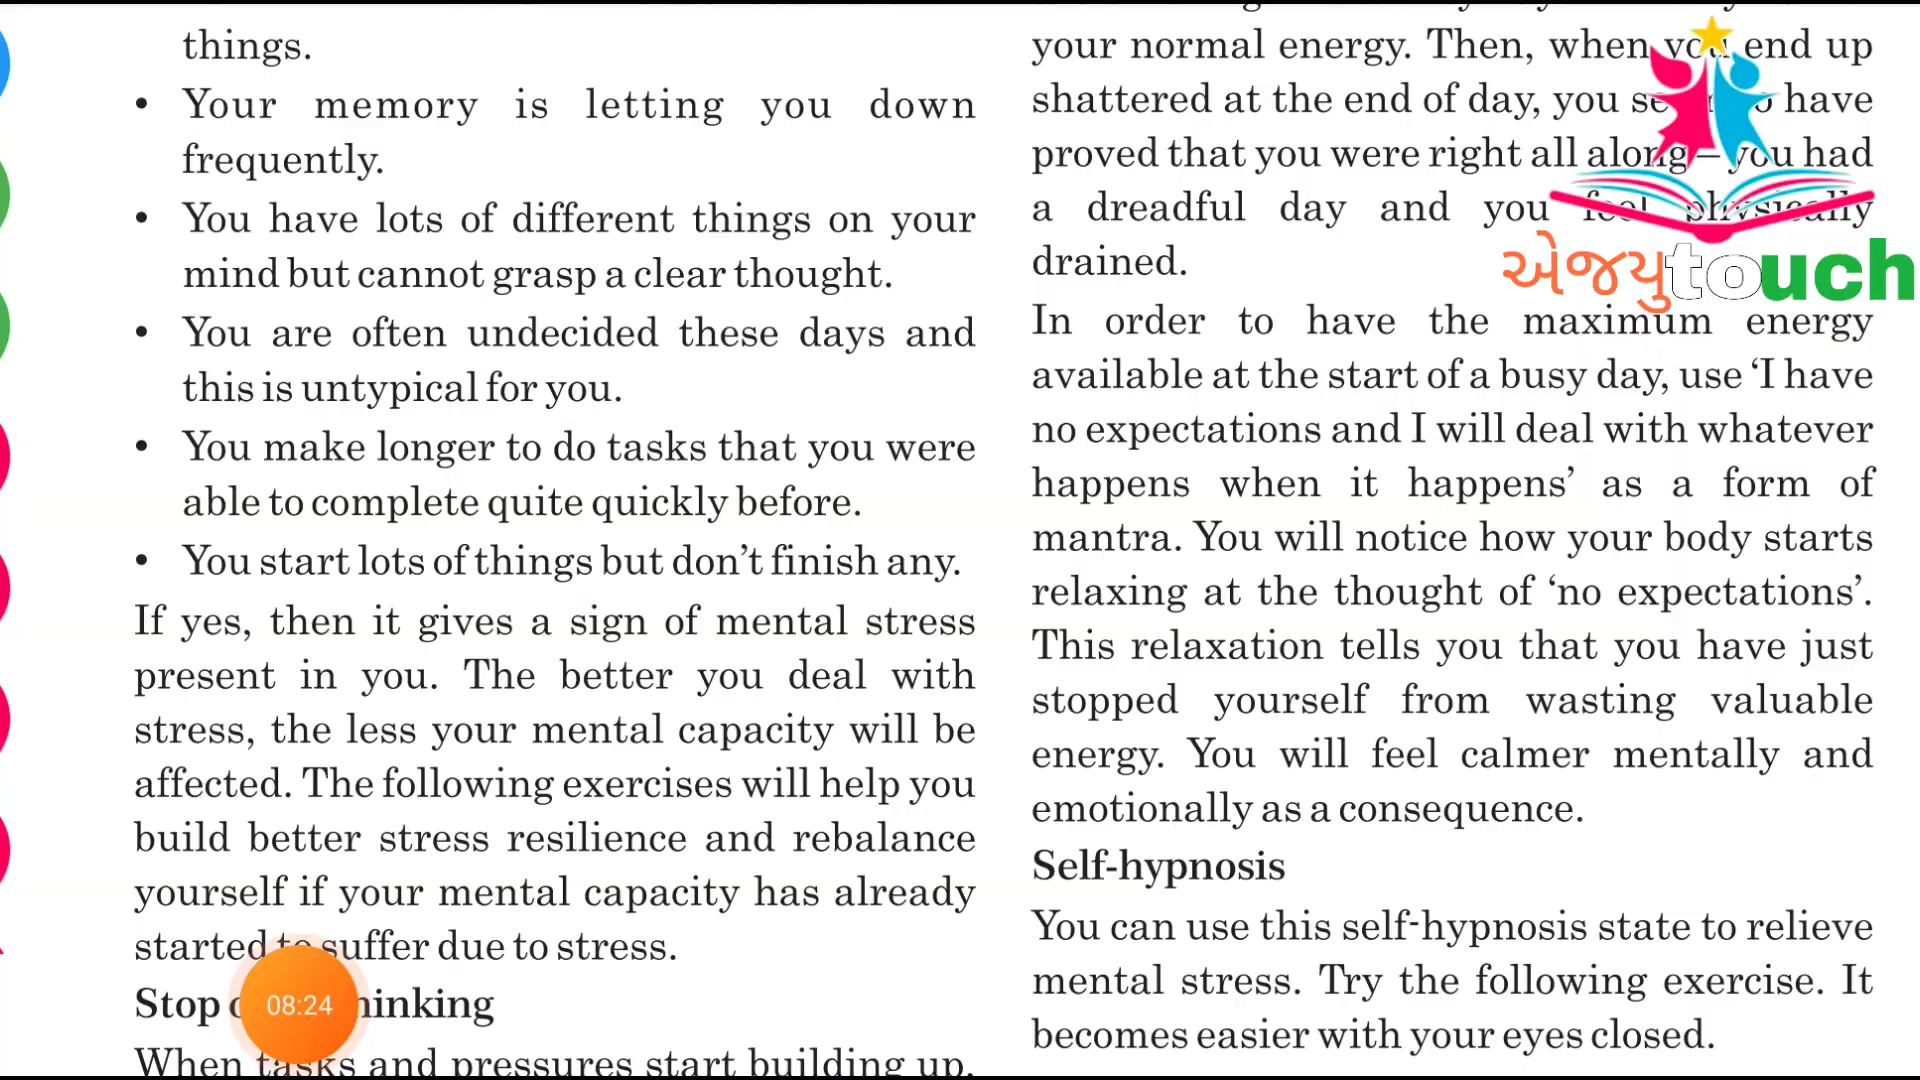 things.
• Your memory is letting you down
frequently.
• You have lots of different things on your
mind but cannot grasp a clear thought.
• You are often undecided these days and
this is untypical for you.
• You make longer to do tasks that you were
able to complete quite quickly before.
• You start lots of things but don’t finish any.
If yes, then it gives a sign of mental stress
present in you. The better you deal with
stress, the less your mental capacity will be
affected. The following exercises will help you
build better stress resilience and rebalance
yourself if your mental capacity has already
started to suffer due to stress.
Stop
08:24
When tasks and pressures start building up,
your normal energy. Then, when you end up
shattered at the end of day, you have
proved that you were right all along – you had
a dreadful day and you feel physically
drained.
In order to have the maximum energy
available at the start of a busy day, use ‘I have
no expectations and I will deal with whatever
happens when it happens’ as a form of
mantra. You will notice how your body starts
relaxing at the thought of ‘no expectations’.
This relaxation tells you that you have just
stopped yourself from wasting valuable
energy. You will feel calmer mentally and
emotionally as a consequence.
Self-hypnosis
You can use this self-hypnosis state to relieve
mental stress. Try the following exercise. It
becomes easier with your eyes closed.
એજ્યુtouch